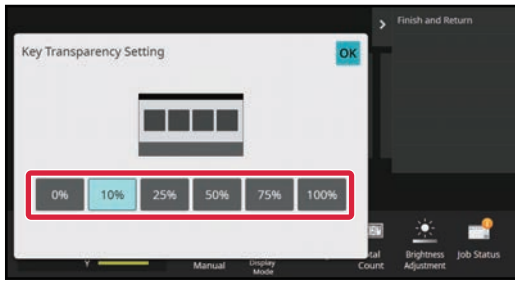 Finish and Return
Key Transparency Setting
OK
0%
10%
25%
50%
75%
100%
Y
Manual
Display
Mode
Count
Brightness
Adjustment
Job Status